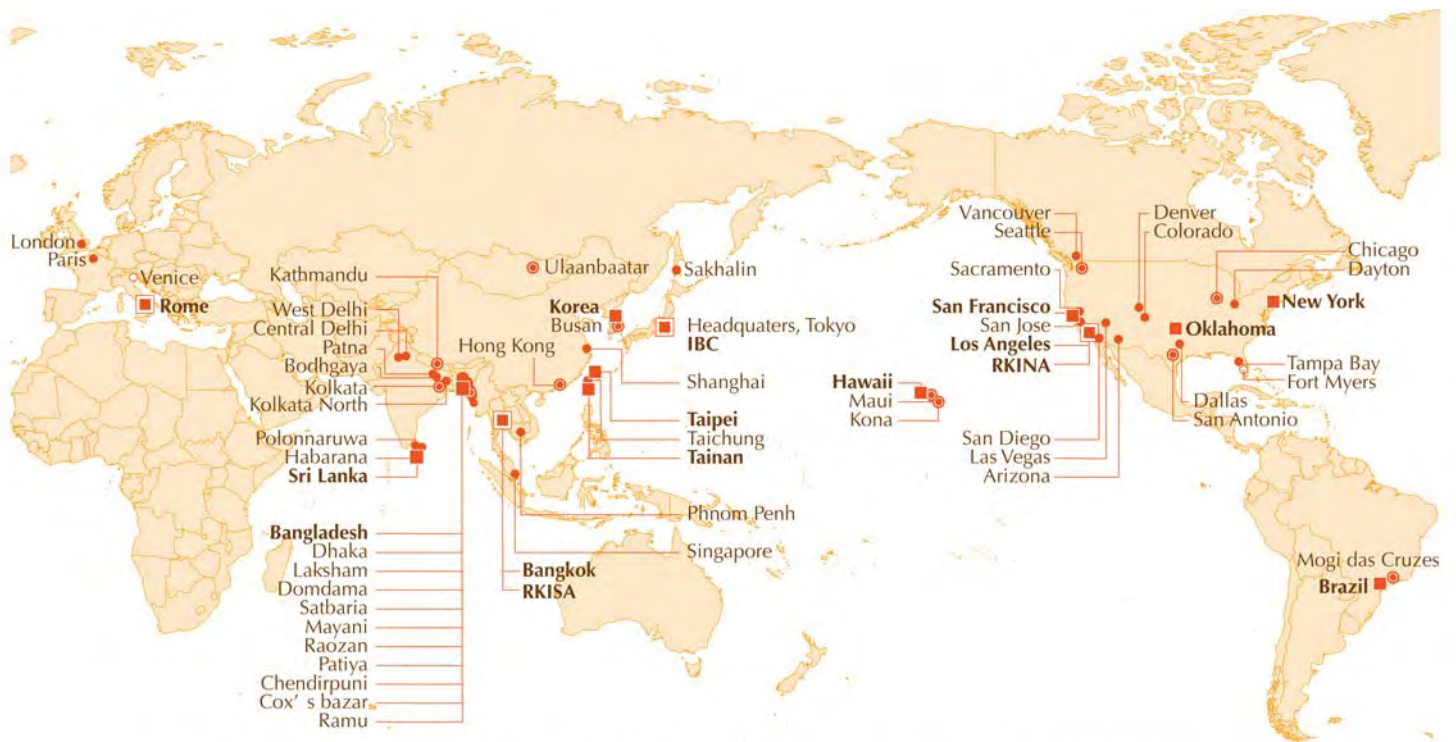 London
Paris
Venice
Rome
Kathmandu
West Delhi
Central Delhi
Patna
Bodhgaya
Kolkata
Kolkata North
Polonnaruwa
Habarana
Sri Lanka
Bangladesh
Dhaka
Laksham
Domdama
Satbaria
Mayani
Raozan
Patiya
Chendirpuni
Cox’ s bazar
Ramu
Ulaanbaatar
Sakhalin
Korea
Busan
Headquaters, Tokyo
IBC
Hong Kong
Shanghai
Taipei
Taichung
Tainan
Phnom Penh
Singapore
Bangkok
RKISA
Vancouver
Seattle
Sacramento
San Francisco
San Jose
Los Angeles
RKINA
Hawaii
Maui
Kona
San Diego
Las Vegas
Arizona
Denver
Colorado
Chicago
Dayton
New York
Oklahoma
Tampa Bay
Fort Myers
Dallas
San Antonio
Mogi das Cruzes
Brazil